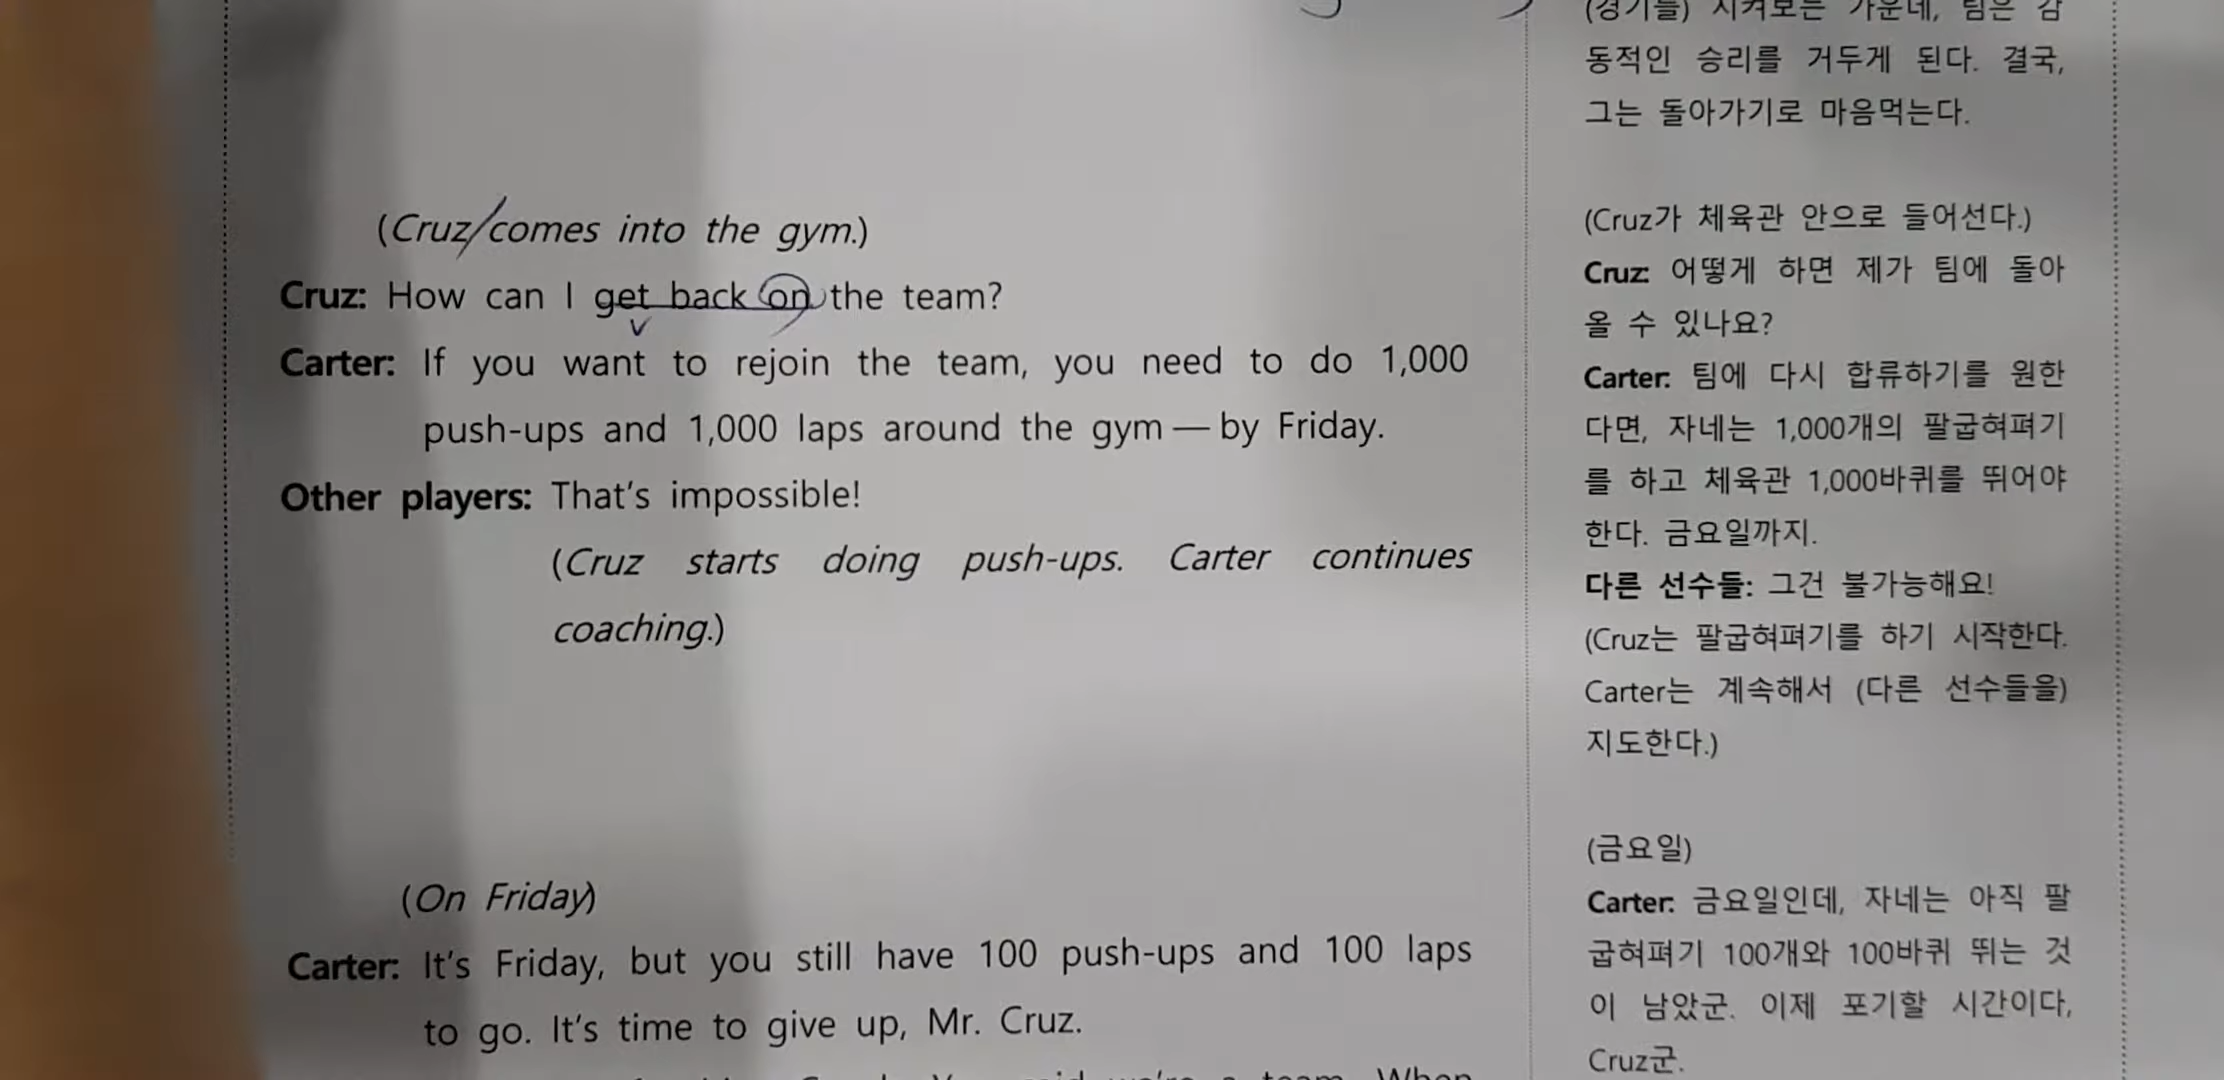 (Cruz comes into the gym.)
Cruz: How can I get back on the team?
Carter: If you want to rejoin the team, you need to do 1,000
push-ups and 1,000 laps around the gym — by Friday.
Other players: That's impossible!
(Cruz starts doing push-ups. Carter continues
coaching.)
(On Friday)
Carter: It's Friday, but you still have 100 push-ups and 100 laps
to go. It's time to give up, Mr. Cruz.
(경기를) 지켜보는 가운데, 팀은 감
동적인 승리를 거두게 된다. 결국,
그는 돌아가기로 마음먹는다.
(Cruz가 체육관 안으로 들어선다.)
Cruz: 어떻게 하면 제가 팀에 돌아
올 수 있나요?
Carter: 팀에 다시 합류하기를 원한
다면, 자네는 1,000개의 팔굽혀펴기
를 하고 체육관 1,000바퀴를 뛰어야
한다. 금요일까지.
다른 선수들: 그건 불가능해요!
(Cruz는 팔굽혀펴기를 하기 시작한다.
Carter는 계속해서 (다른 선수들을)
지도한다.)
(금요일)
Carter: 금요일인데, 자네는 아직 팔
굽혀펴기 100개와 100바퀴 뛰는 것
이 남았군. 이제 포기할 시간이다,
Cruz군.